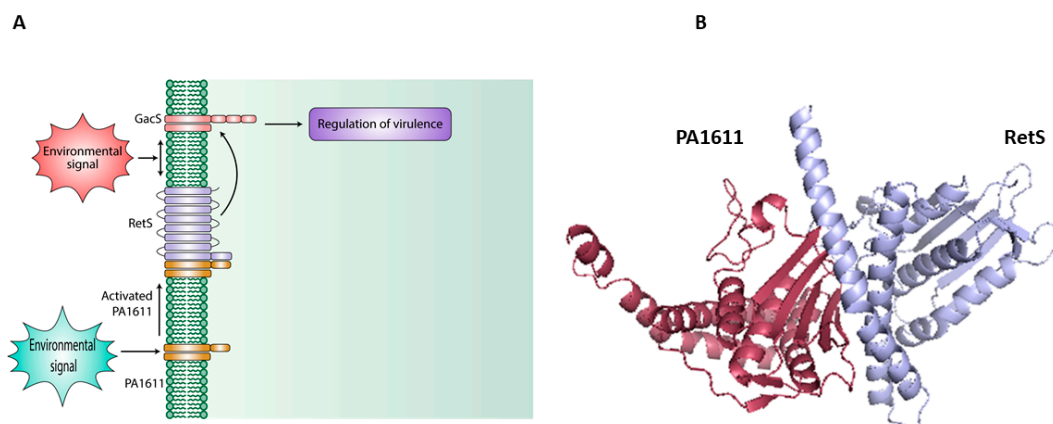 A
B
GacS
Regulation of virulence
Environmental
signal
RetS
Activated
PA1611
Environmental
signal
PA1611
PA1611
RetS